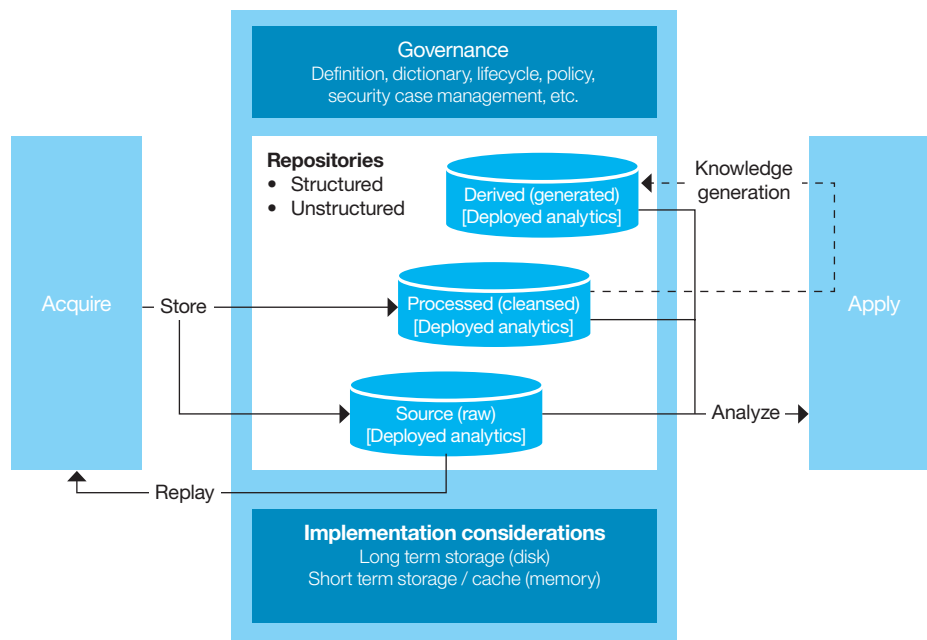 Governance
Definition, dictionary, lifecycle, policy,
security case management, etc.
Repositories
• Structured
• Unstructured
Derived (generated)
[Deployed analytics]
Knowledge
generation
Acquire
Store
Processed (cleansed)
[Deployed analytics]
Apply
Source (raw)
[Deployed analytics]
Analyze
Replay
Implementation considerations
Long term storage (disk)
Short term storage / cache (memory)